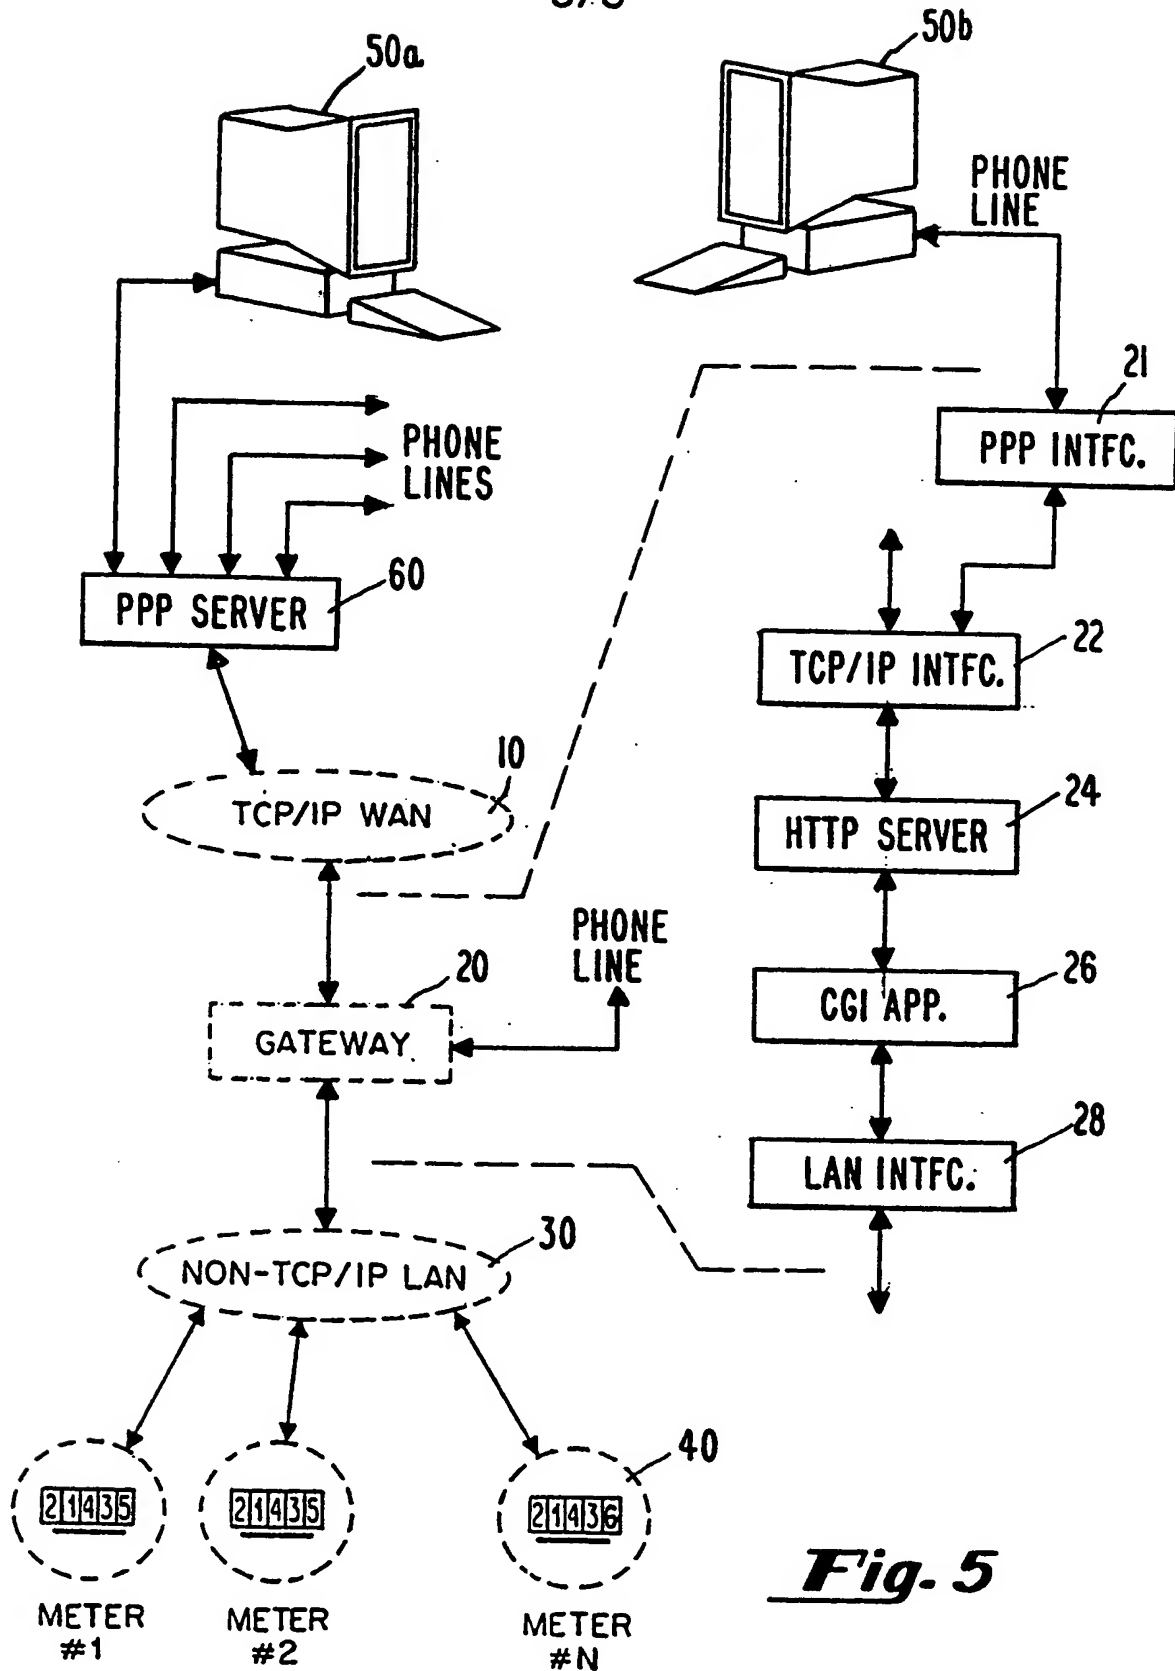 50a
50b
PHONE
LINE
21
PPP INTFC.
PHONE
LINES
60
PPP SERVER
22
TCP/IP INTFC.
10
TCP/IP WAN
24
HTTP SERVER
PHONE
LINE
20
GATEWAY
26
CGI APP.
28
LAN INTFC.
30
NON-TCP/IP LAN
40
21435
21435
21436
METER
#1
METER
#2
METER
#N
Fig. 5